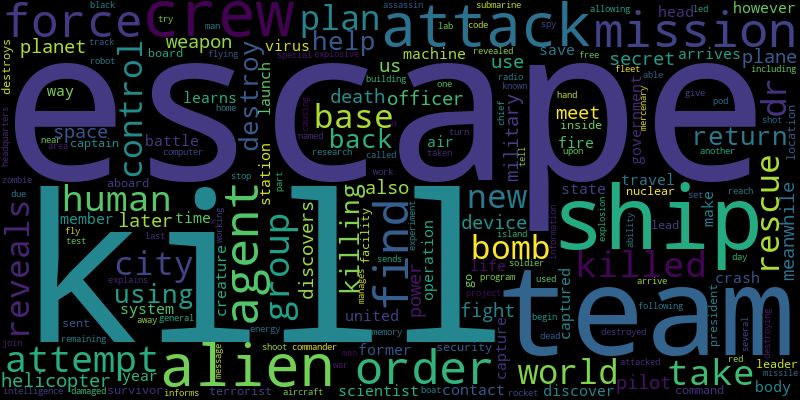 force
crew
attack
mission
plan
help
planet
weapon
virus
board
machine
save
head
however
arrives
secret
plane
assassin
submarine
allowing
led
spy
lab
code
try
man
track
robot
flying
revealed
explosive
free
fleet
able
including
building
one
special
destroys
escape
way
learns
control
destroy
launch
us
use
death
officer
base
back
military
meet
inside
fire
government
mercenary
dr
return
location
space
captain
battle
home
computer
station
near
area
stop
research
called
taken
air
radio
known
chief
turn
tell
hand
upon
pod
give
shot
another
headquarters
causing
named
work
part
zombie
due
aboard
kill
human
member
later
time
agent
group
discovers
killing
facility
also
find
power
operation
new
device
island
life
go
program
project
bomb
ship
state
travel
nuclear
set
reach
make
lead
day
rescue
meanwhile
killed
explosion
ability
information
reveals
city
using
system
creature
working
experiment
manages
sends
united
fight
capture
soldier
used
captured
team
crash
president
several
destroying
fly
test
last
explains
sent
away
general
energy
memory
security
former
begin
dead
destroyed
following
arrive
attempt
alien
order
world
take
pilot
discover
attacked
red
leader
missile
command
body
join
remaining
helicopter
year
message
shoot
commander
men
war
scientist
contact
boat
rocket
intelligence
damaged
survivor
informs
terrorist
aircraft